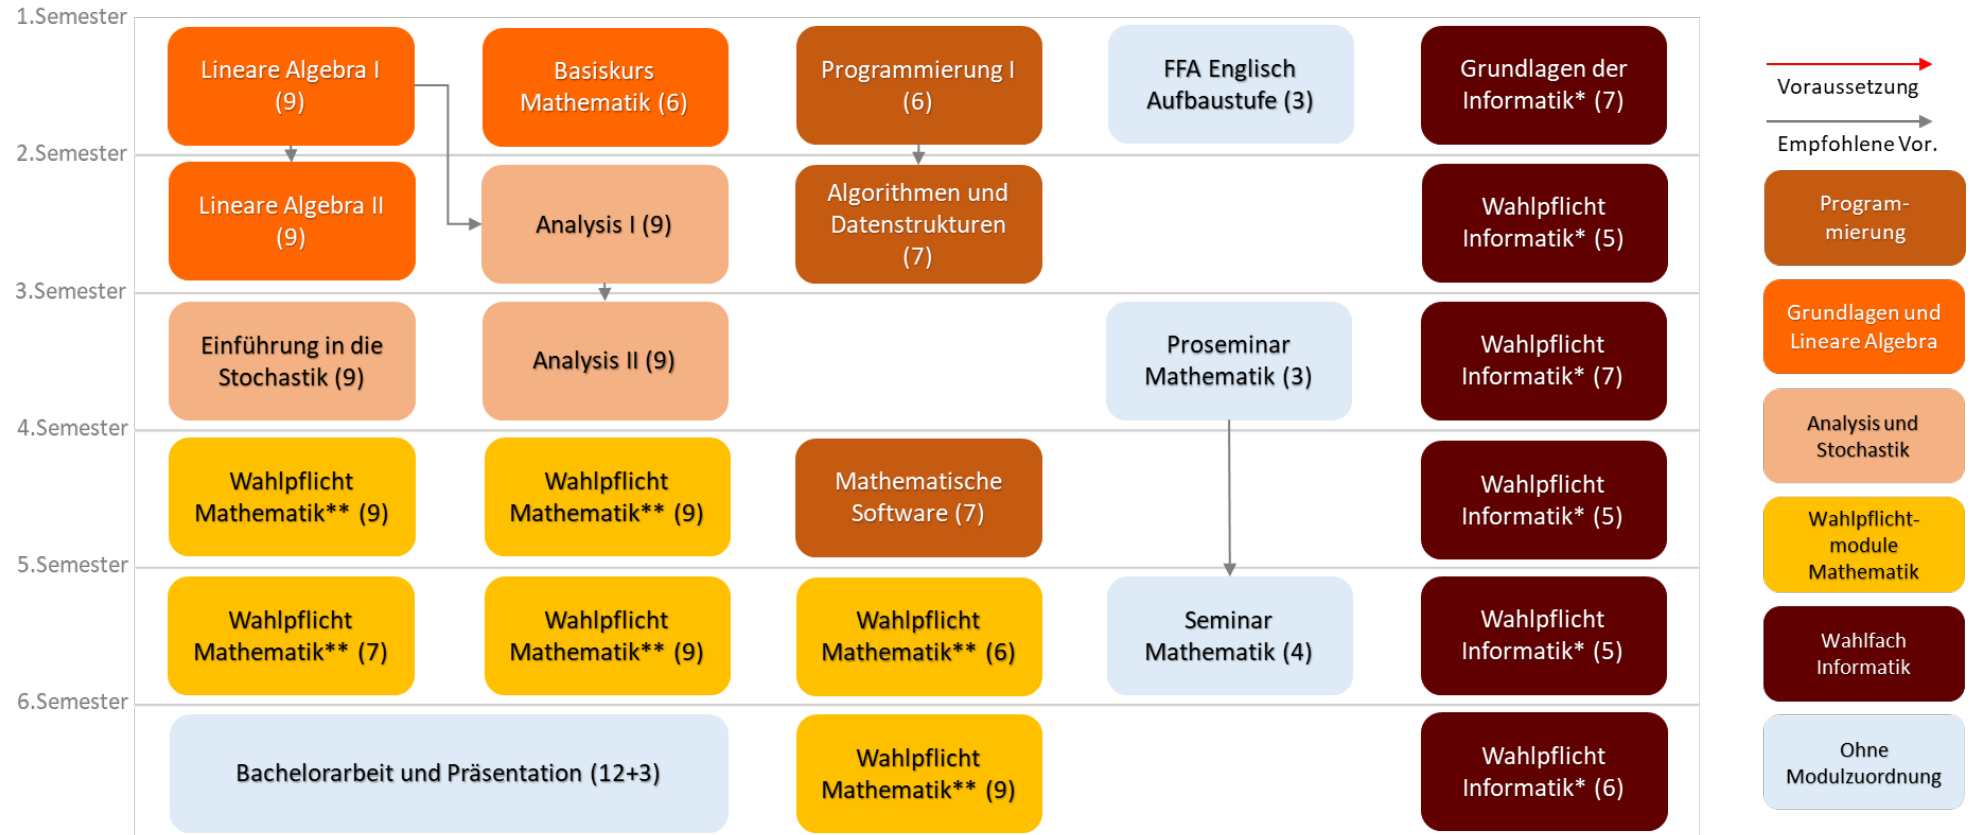 1.Semester
Lineare Algebra I
(9)
Basiskurs
Mathematik (6)
Programmierung I
(6)
FFA Englisch
Aufbaustufe (3)
Grundlagen der
Informatik* (7)
2.Semester
Lineare Algebra II
(9)
Analysis I (9)
Algorithmen und
Datenstrukturen
(7)
Wahlpflicht
Informatik* (5)
3.Semester
Einführung in die
Stochastik (9)
Analysis II (9)
Proseminar
Mathematik (3)
Wahlpflicht
Informatik* (7)
4.Semester
Wahlpflicht
Mathematik** (9)
Wahlpflicht
Mathematik** (9)
Mathematische
Software (7)
Wahlpflicht
Informatik* (5)
5.Semester
Wahlpflicht
Mathematik** (7)
Wahlpflicht
Mathematik** (9)
Wahlpflicht
Mathematik** (6)
Seminar
Mathematik (4)
Wahlpflicht
Informatik* (5)
6.Semester
Bachelorarbeit und Präsentation (12+3)
Wahlpflicht
Mathematik** (9)
Wahlpflicht
Informatik* (6)
Voraussetzung
Empfohlene Vor.
Program-
mierung
Grundlagen und
Lineare Algebra
Analysis und
Stochastik
Wahlpflicht-
module
Mathematik
Wahlfach
Informatik
Ohne
Modulzuordnung